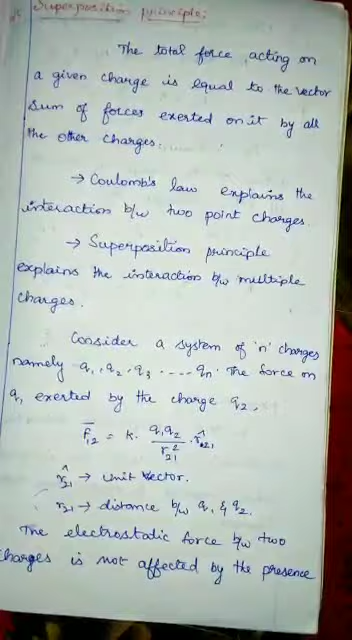 Superposition principle:
The total force acting on
a given charge is equal to the vector
sum of forces exerted on it by all
the other charges.
→ Coulomb's law explains the
interaction b/w two point charges.
→ Superposition principle
explains the interaction b/w multiple
charges.
Consider a system of 'n' charges
namely q₁, q₂, q₃ ---- qₙ. The force on
q₁ exerted by the charge q₂,
F̅₁₂ = k. q₁q₂/r²₂₁ . r̂₂₁
r̂₂₁ → unit vector.
r₂₁ → distance b/w q₁ & q₂.
The electrostatic force b/w two
charges is not affected by the presence